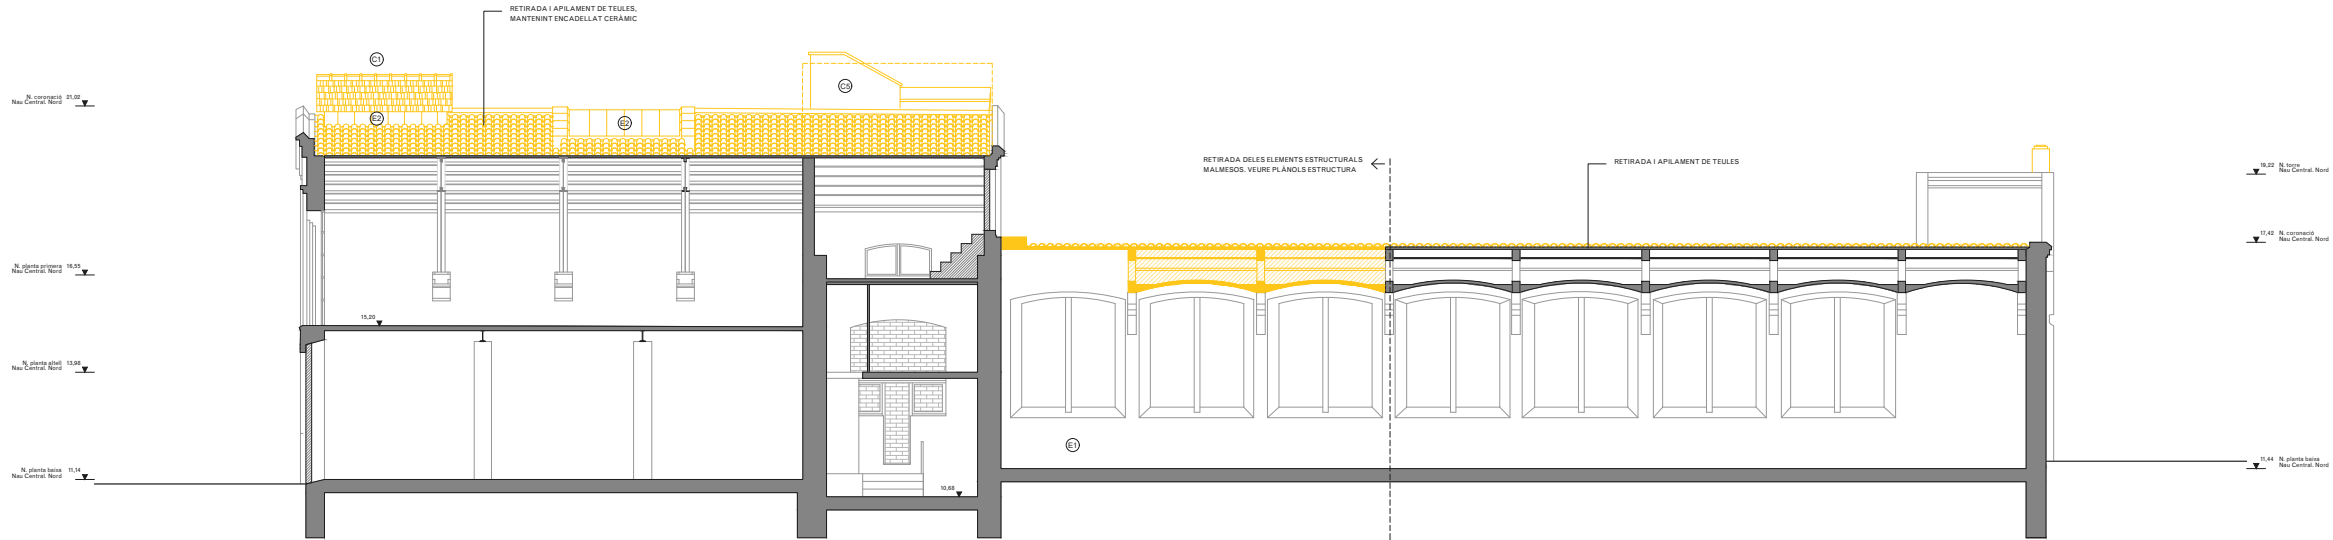 RETIRADA I APILAMENT DE TEULES,
MANTENINT ENCADELLAT CERÀMIC
C1
C5
N. coronació 21,02
Nau Central. Nord
E2
E2
RETIRADA DELES ELEMENTS ESTRUCTURALS
MALMESOS. VEURE PLÀNOLS ESTRUCTURA
RETIRADA I APILAMENT DE TEULES
19,22 N. torre
Nau Central. Nord
17,42 N. coronació
Nau Central. Nord
N. planta primera 16,55
Nau Central. Nord
15,20
N. planta altell 13,98
Nau Central. Nord
E1
N. planta baixa 11,14
Nau Central. Nord
10,68
11,44 N. planta baixa
Nau Central. Nord